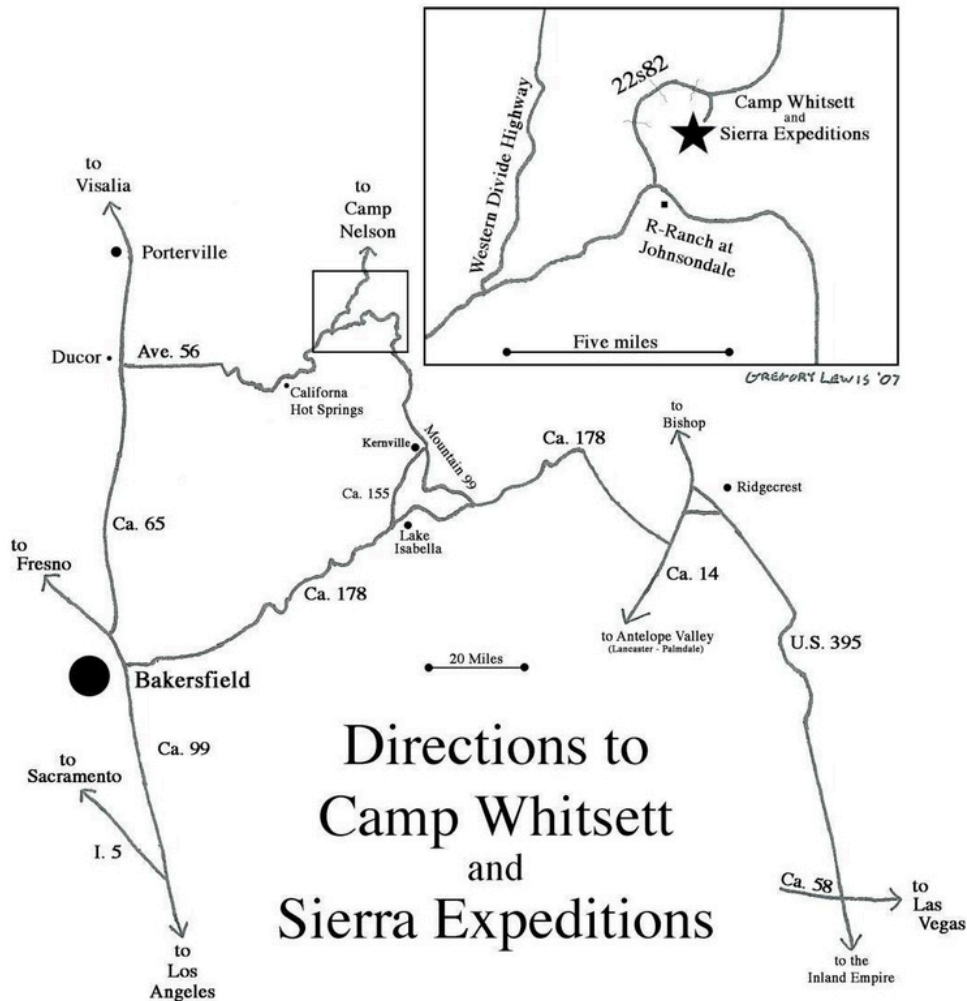 22s82
Camp Whitsett
and
Sierra Expeditions
Western Divide Highway
R-Ranch at
Johnsondale
Five miles
GREGORY LEWIS '07
to
Visalia
to
Camp
Nelson
Porterville
Ducor
Ave. 56
Californa
Hot Springs
to
Bishop
Kernville
Mountain 99
Ca. 178
Ridgecrest
Ca. 155
Lake
Isabella
Ca. 65
to
Fresno
Ca. 178
Ca. 14
to Antelope Valley
(Lancaster - Palmdale)
U.S. 395
20 Miles
Bakersfield
Ca. 99
to
Sacramento
I. 5
Directions to
Camp Whitsett
and
Sierra Expeditions
Ca. 58
to
Las
Vegas
to
Los
Angeles
to the
Inland Empire